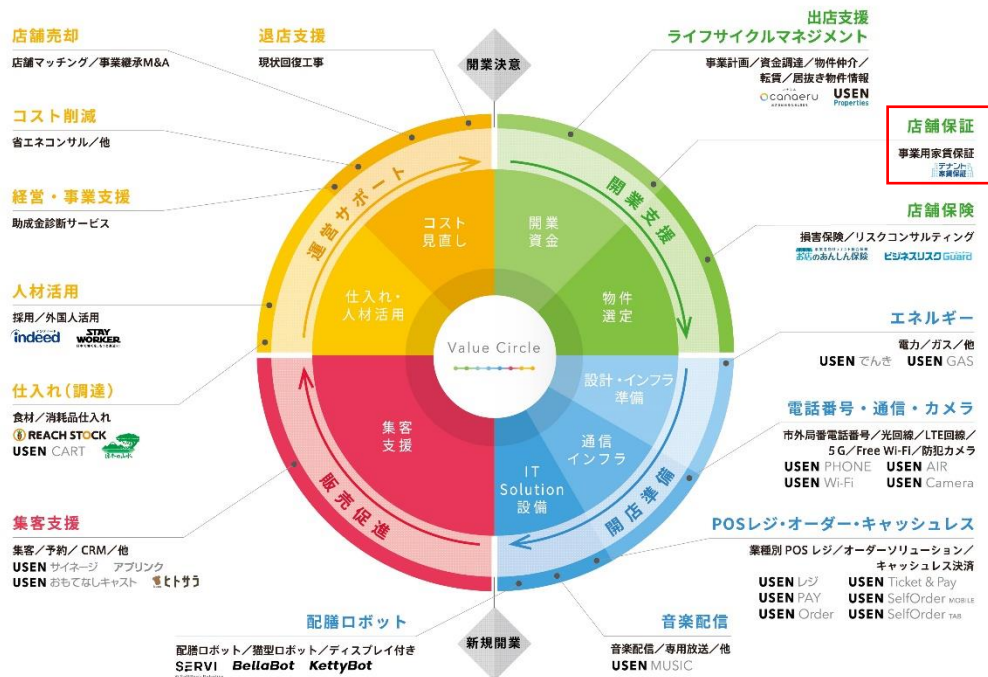 店舗売却
店舗マッチング／事業継承M&A
退店支援
現状回復工事
開業決意
出店支援
ライフサイクルマネジメント
事業計画／資金調達／物件仲介／
転賃／居抜き物件情報
canaeru
USEN
Properties
コスト削減
省エネコンサル／他
店舗保証
事業用家賃保証
テナント
家賃保証
経営・事業支援
助成金診断サービス
店舗保険
損害保険／リスクコンサルティング
お店のあんしん保険
ビジネスリスクGuard
人材活用
採用／外国人活用
indeed
STAY
WORKER
エネルギー
電力／ガス／他
USEN でんき USEN GAS
仕入れ（調達）
食材／消耗品仕入れ
REACH STOCK
USEN CART
電話番号・通信・カメラ
市外局番電話番号／光回線／LTE回線／
5G／Free Wi-Fi／防犯カメラ
USEN PHONE USEN AIR
USEN Wi-Fi USEN Camera
集客支援
集客／予約／CRM／他
USEN サイネージ アプリンク
USEN おもてなしキャスト ヒトサラ
POSレジ・オーダー・キャッシュレス
業種別 POS レジ／オーダーソリューション／
キャッシュレス決済
USEN レジ USEN Ticket & Pay
USEN PAY USEN SelfOrder MOBILE
USEN Order USEN SelfOrder TAB
配膳ロボット
配膳ロボット／猫型ロボット／ディスプレイ付き
SERVI BellaBot KettyBot
新規開業
音楽配信
音楽配信／専用放送／他
USEN MUSIC
運営サポート
開業支援
開店準備
販売促進
コスト
見直し
開業
資金
仕入れ・
人材活用
物件
選定
Value Circle
設計・インフラ
準備
集客
支援
通信
インフラ
IT
Solution
設備